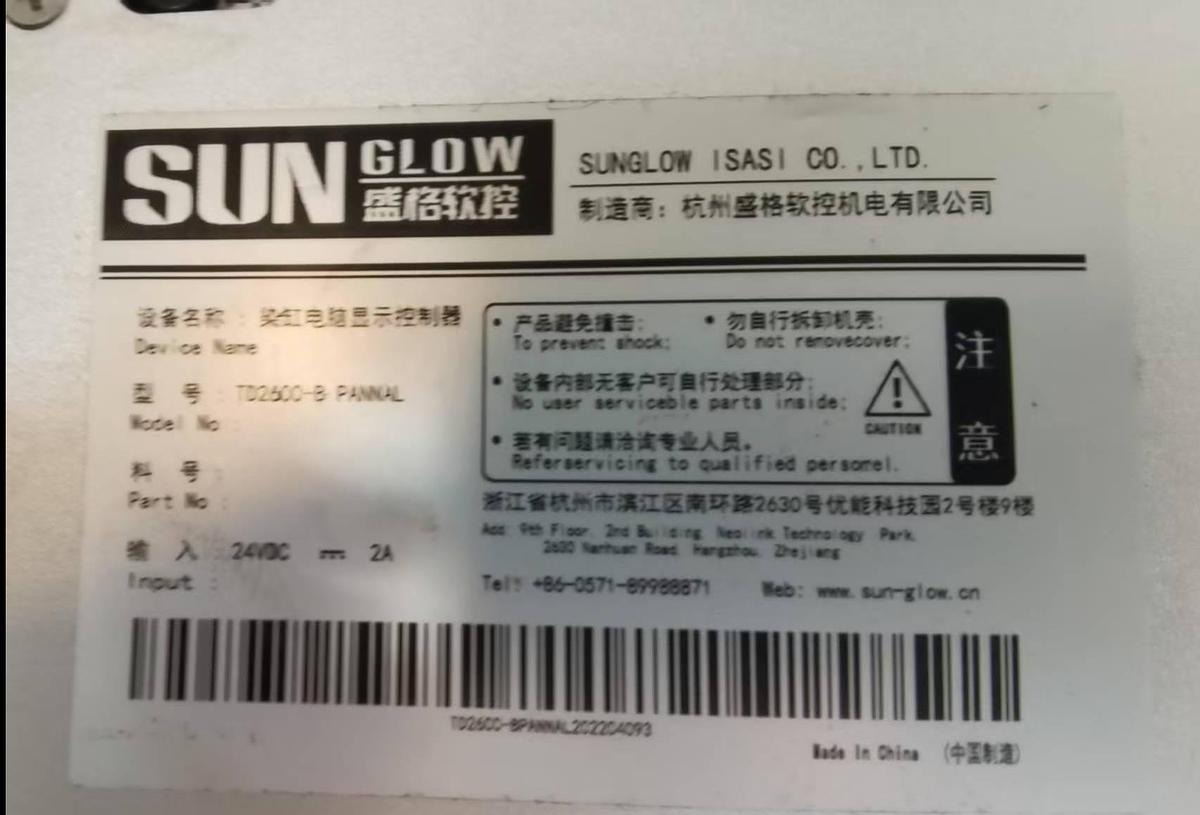 SUN GLOW
盛格软控
SUNGLOW ISASI CO.,LTD.
制造商：杭州盛格软控机电有限公司
设备名称：染缸电脑显示控制器
Device Name
型 号：TD2600-B PANNAL
Model No：
料 号：
Part No：
输 入 24VDC ⎓ 2A
Input：
• 产品避免撞击；
To prevent shock;
• 勿自行拆卸机壳；
Do not renovecover;
• 设备内部无客户可自行处理部分；
No user serviceble parts inside;
• 若有问题请洽询专业人员。
Referservicing to qualified persornel.
CAUTION
注意
浙江省杭州市滨江区南环路2630号优能科技园2号楼9楼
Add: 9th Floor, 2nd Building, Neolink Technology Park,
2630 Nanhuan Road, Hangzhou, Zhejiang
Tel: +86-0571-89988871 Web: www.sun-glow.cn
TD2600-BPANNAL202204093
Made In China （中国制造）